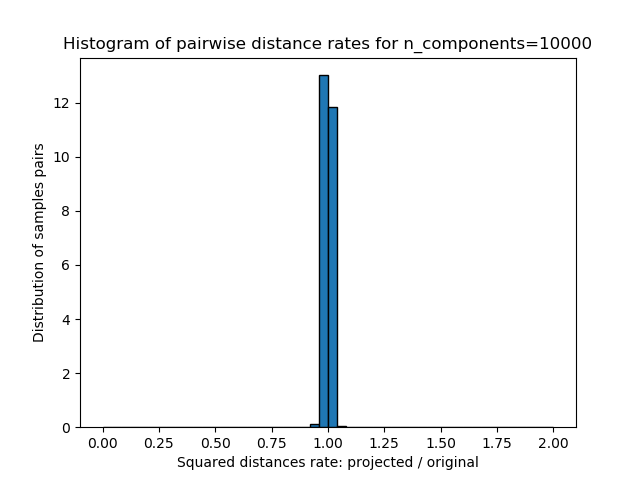 Histogram of pairwise distance rates for n_components=10000
12
10
8
6
4
2
0
Distribution of samples pairs
0.00 0.25 0.50 0.75 1.00 1.25 1.50 1.75 2.00
Squared distances rate: projected / original